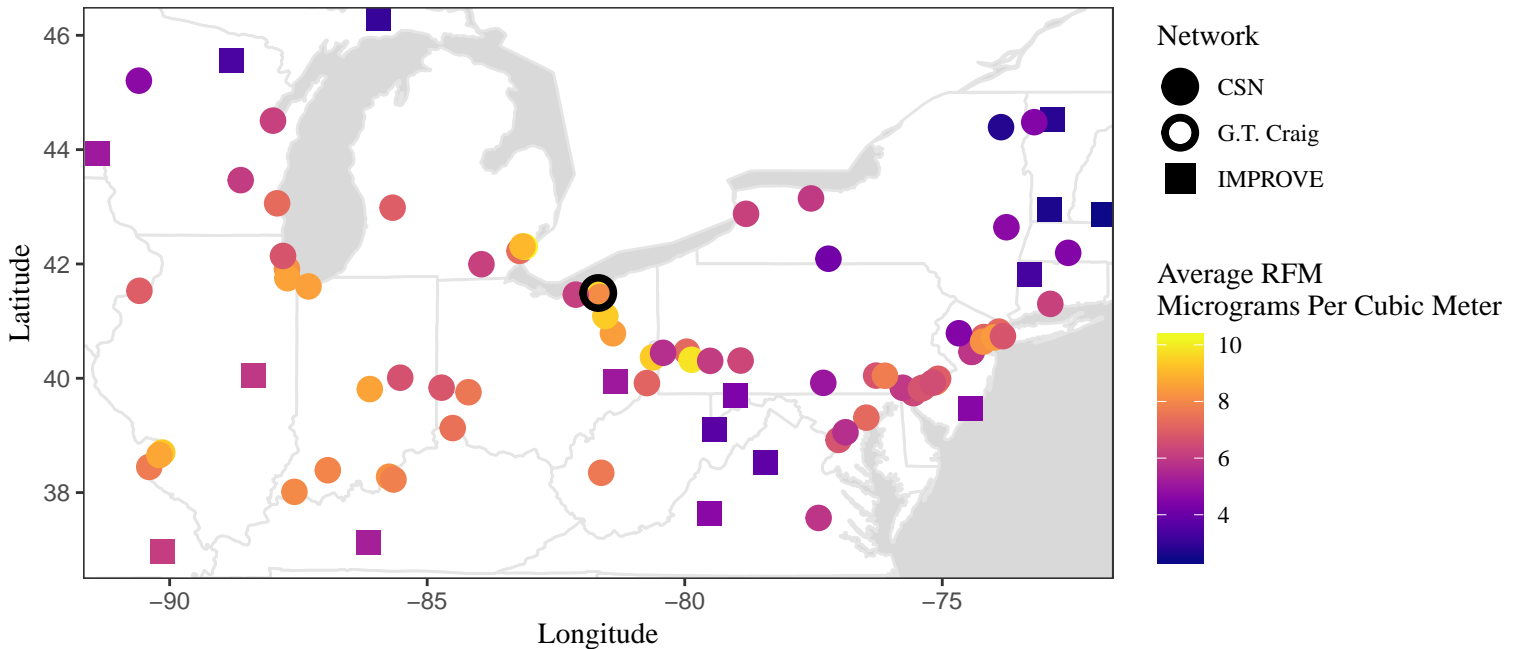 46
44
42
40
38
Latitude
−90
−85
−80
−75
Longitude
Network
CSN
G.T. Craig
IMPROVE
Average RFM
Micrograms Per Cubic Meter
10
8
6
4